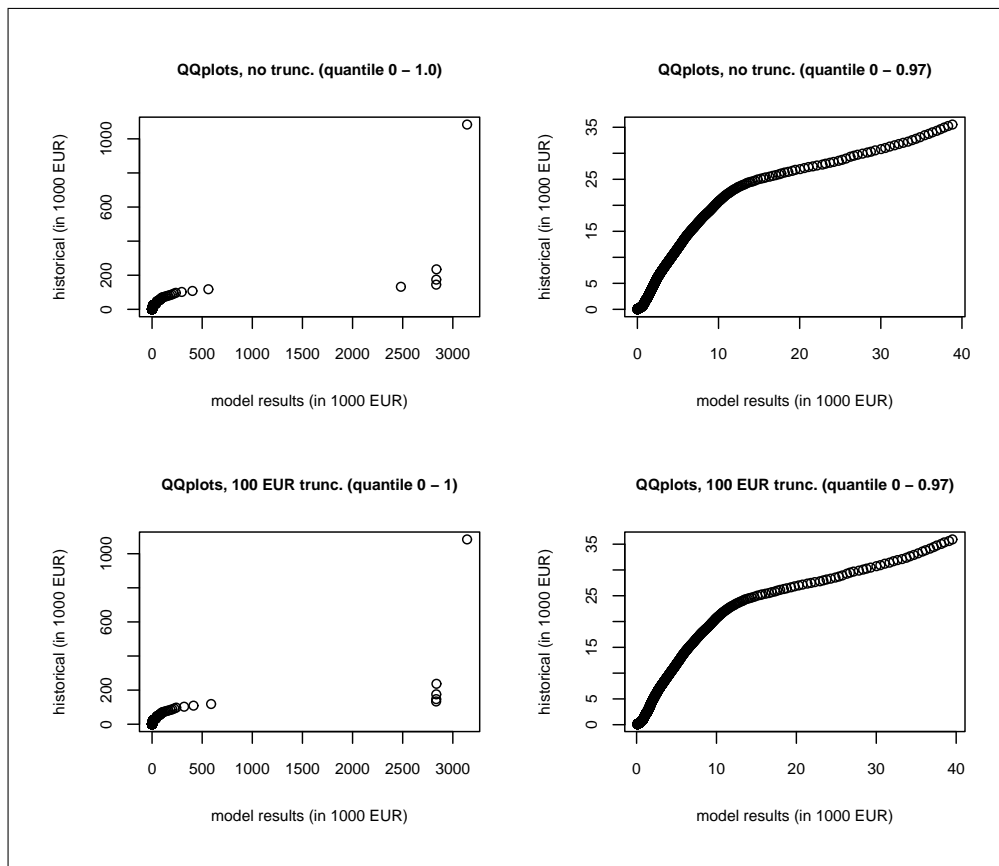 QQplots, no trunc. (quantile 0 – 1.0)
historical (in 1000 EUR)
0 200 600 1000
0 500 1000 1500 2000 2500 3000
model results (in 1000 EUR)
QQplots, no trunc. (quantile 0 – 0.97)
historical (in 1000 EUR)
0 5 15 25 35
0 10 20 30 40
model results (in 1000 EUR)
QQplots, 100 EUR trunc. (quantile 0 – 1)
historical (in 1000 EUR)
0 200 600 1000
0 500 1000 1500 2000 2500 3000
model results (in 1000 EUR)
QQplots, 100 EUR trunc. (quantile 0 – 0.97)
historical (in 1000 EUR)
0 5 15 25 35
0 10 20 30 40
model results (in 1000 EUR)